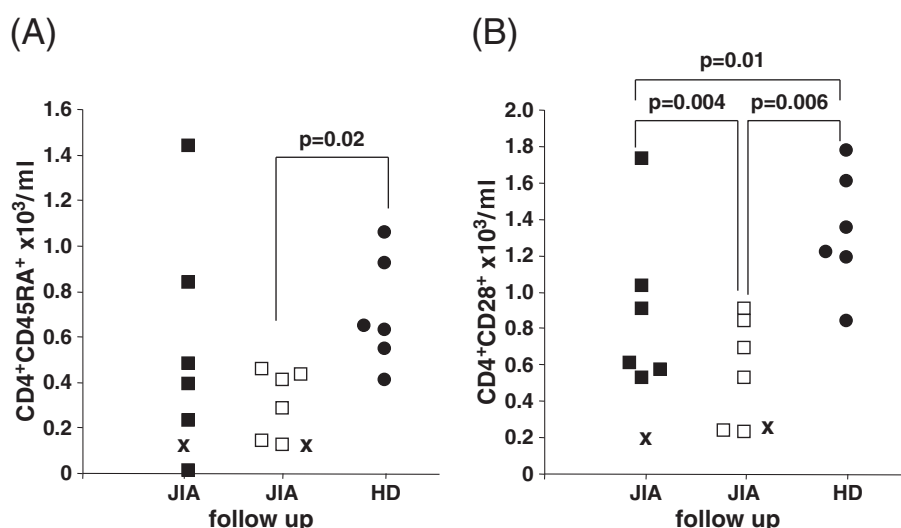 (A)
CD4⁺CD45RA⁺ x10³/ml
1.6
1.4
1.2
1.0
0.8
0.6
0.4
0.2
0
p=0.02
x
x
JIA
JIA
HD
follow up
(B)
CD4⁺CD28⁺ x10³/ml
2.0
1.8
1.6
1.4
1.2
1.0
0.8
0.6
0.4
0.2
0
p=0.01
p=0.004
p=0.006
x
x
JIA
JIA
HD
follow up